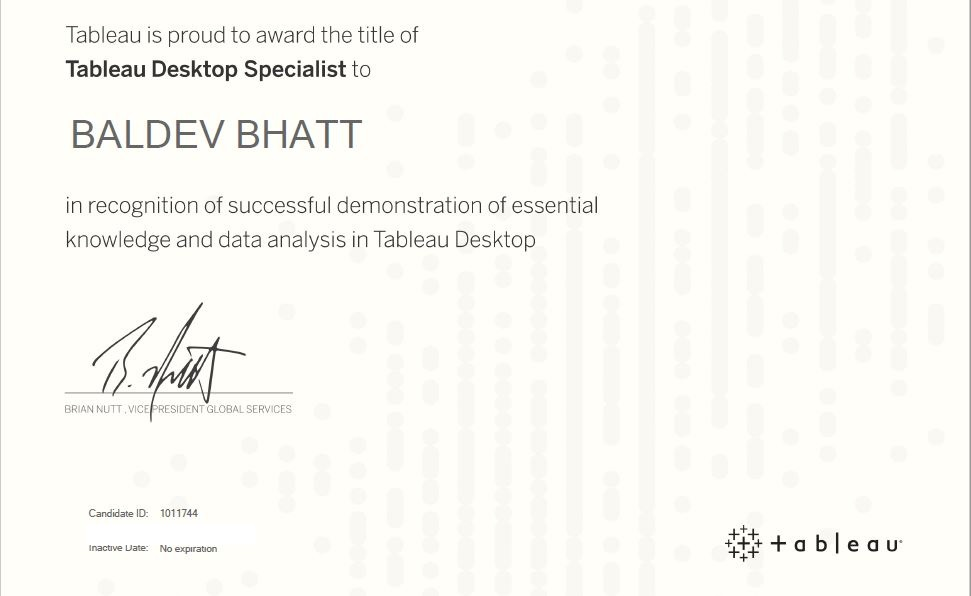 Tableau is proud to award the title of
Tableau Desktop Specialist to
BALDEV BHATT
in recognition of successful demonstration of essential
knowledge and data analysis in Tableau Desktop
B. Nutt
BRIAN NUTT , VICE PRESIDENT GLOBAL SERVICES
Candidate ID: 1011744
Inactive Date: No expiration
+ableau